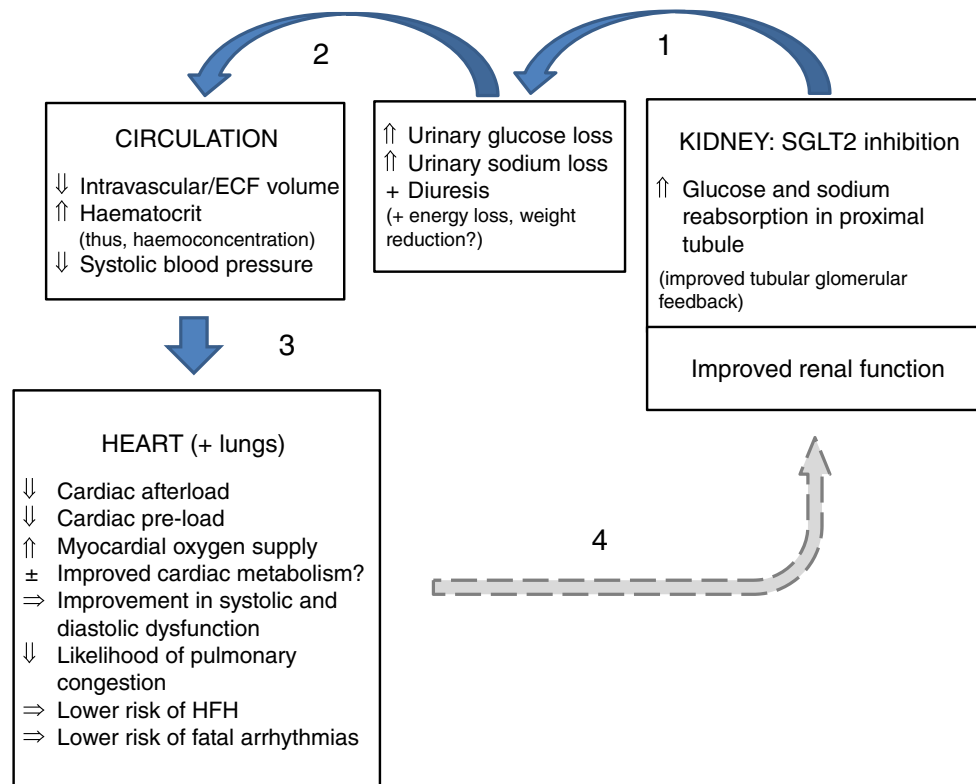 2
1
CIRCULATION
⇓ Intravascular/ECF volume
⇑ Haematocrit
(thus, haemoconcentration)
⇓ Systolic blood pressure
⇑ Urinary glucose loss
⇑ Urinary sodium loss
+ Diuresis
(+ energy loss, weight
reduction?)
KIDNEY: SGLT2 inhibition
⇑ Glucose and sodium
reabsorption in proximal
tubule
(improved tubular glomerular
feedback)
Improved renal function
3
HEART (+ lungs)
⇓ Cardiac afterload
⇓ Cardiac pre-load
⇑ Myocardial oxygen supply
± Improved cardiac metabolism?
⇒ Improvement in systolic and
diastolic dysfunction
⇓ Likelihood of pulmonary
congestion
⇒ Lower risk of HFH
⇒ Lower risk of fatal arrhythmias
4